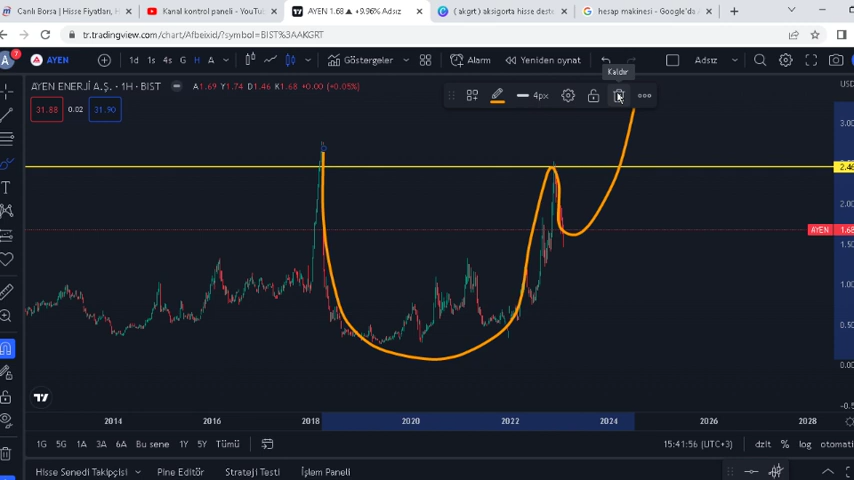 Canlı Borsa | Hisse Fiyatları,
Kanal kontrol paneli - YouTu
AYEN 1.68 ▲ +9.96% Adsız
(akgrt) aksigorta hisse deste
hesap makinesi - Google'da A
tr.tradingview.com/chart/Afbeixid/?symbol=BIST%3AAKGRT
A 7 AYEN 1d 1s 4s G H A Göstergeler Alarm Yeniden oynat Adsız
Kaldır
AYEN ENERJİ A.Ş. · 1H · BIST A1.69 Y1.74 D1.46 K1.68 +0.00 (+0.05%)
USD
4px
31.88 0.02 31.90
3.00
2.46
2.00
AYEN 1.68
1.50
1.00
0.50
0.00
-0.5
2014 2016 2018 2020 2022 2024 2026 2028
1G 5G 1A 3A 6A Bu sene 1Y 5Y Tümü 15:41:56 (UTC+3) dzlt % log otomati
Hisse Senedi Takipçisi Pine Editör Strateji Testi İşlem Paneli